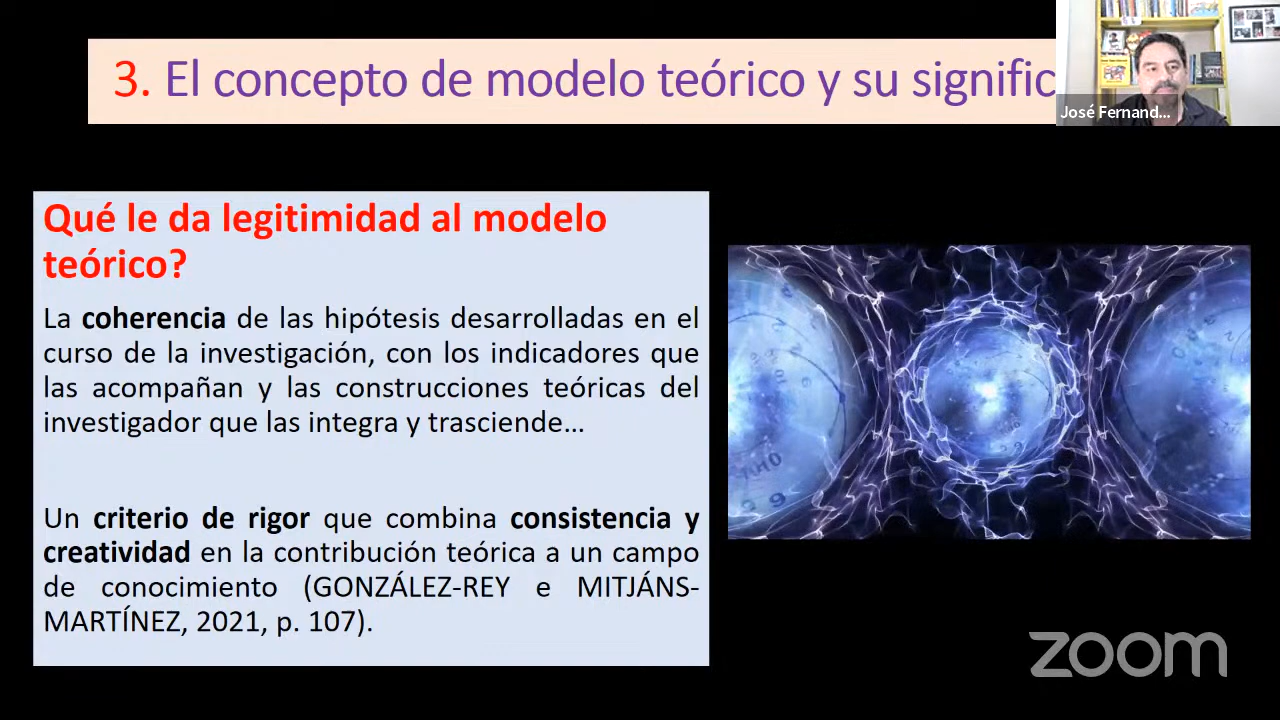 3. El concepto de modelo teórico y su signific
José Fernand...
Qué le da legitimidad al modelo
teórico?
La coherencia de las hipótesis desarrolladas en el
curso de la investigación, con los indicadores que
las acompañan y las construcciones teóricas del
investigador que las integra y trasciende...
Un criterio de rigor que combina consistencia y
creatividad en la contribución teórica a un campo
de conocimiento (GONZÁLEZ-REY e MITJÁNS-
MARTÍNEZ, 2021, p. 107).
zoom